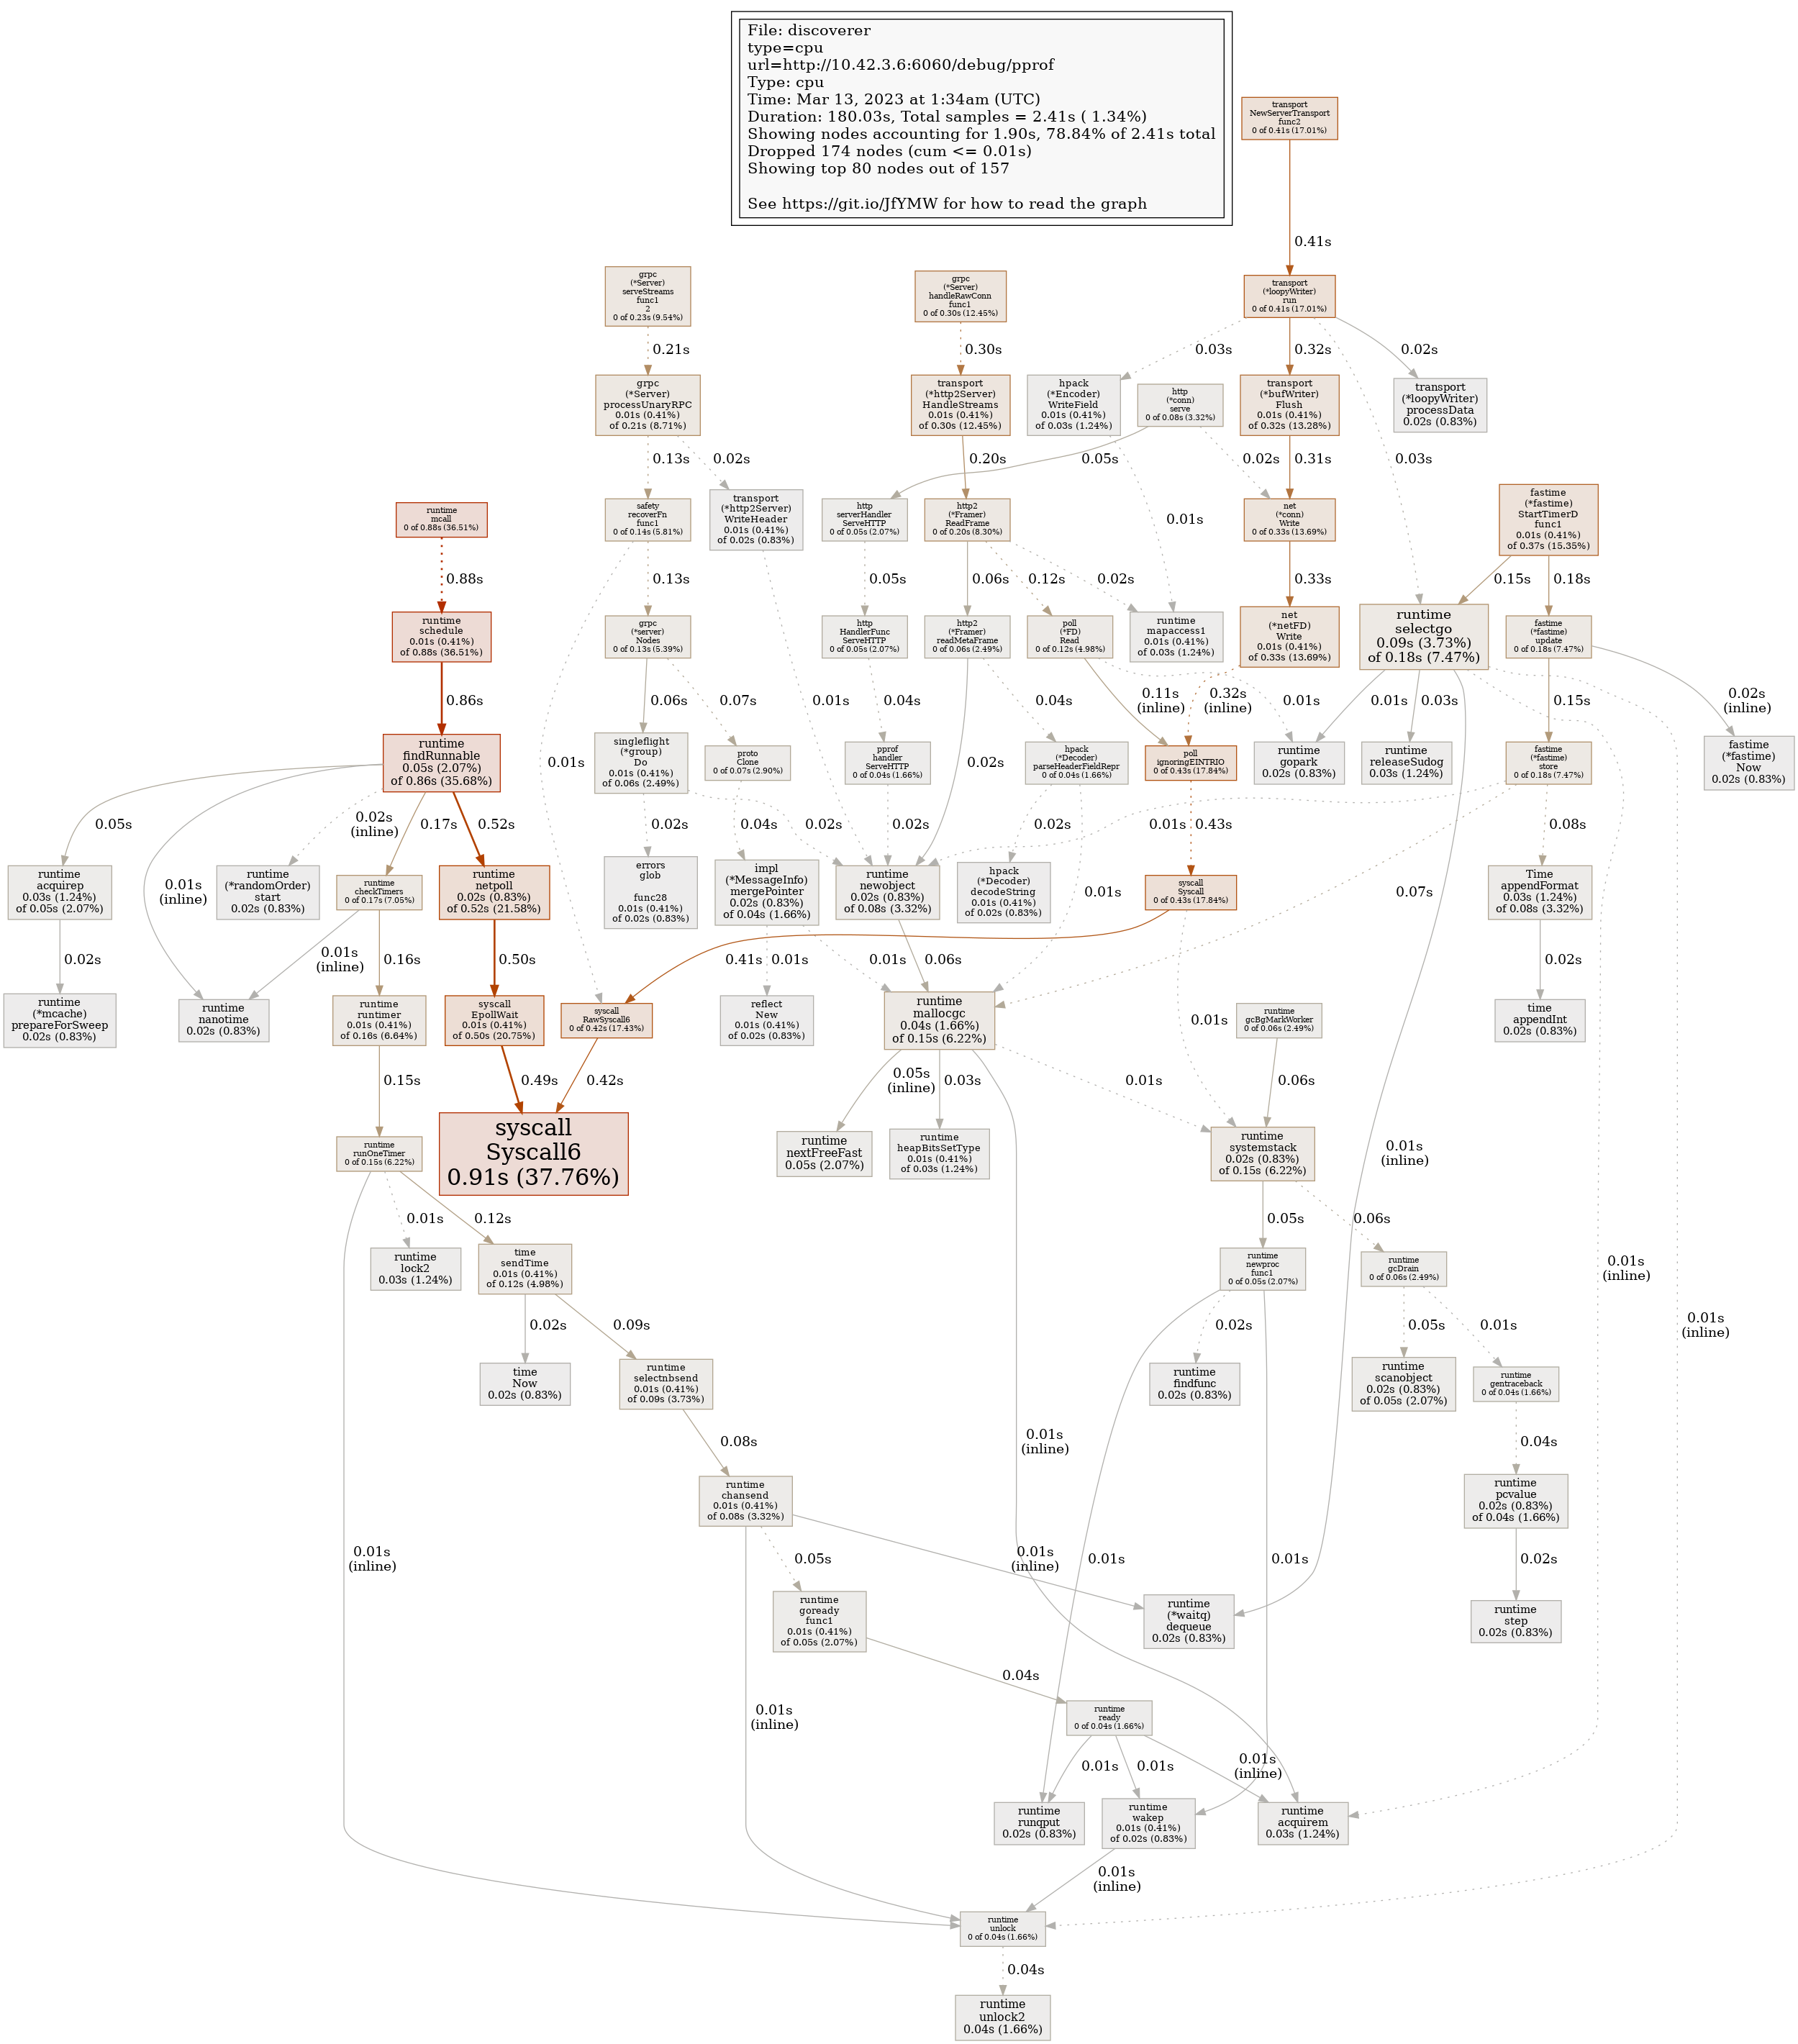 File: discoverer
type=cpu
url=http://10.42.3.6:6060/debug/pprof
Type: cpu
Time: Mar 13, 2023 at 1:34am (UTC)
Duration: 180.03s, Total samples = 2.41s ( 1.34%)
Showing nodes accounting for 1.90s, 78.84% of 2.41s total
Dropped 174 nodes (cum <= 0.01s)
Showing top 80 nodes out of 157
See https://git.io/JfYMW for how to read the graph
transport
NewServerTransport
func2
0 of 0.41s (17.01%)
0.41s
grpc
(*Server)
serveStreams
func1
2
0 of 0.23s (9.54%)
grpc
(*Server)
handleRawConn
func1
0 of 0.30s (12.45%)
transport
(*loopyWriter)
run
0 of 0.41s (17.01%)
0.21s
0.30s
0.03s
0.32s
0.02s
grpc
(*Server)
processUnaryRPC
0.01s (0.41%)
of 0.21s (8.71%)
transport
(*http2Server)
HandleStreams
0.01s (0.41%)
of 0.30s (12.45%)
hpack
(*Encoder)
WriteField
0.01s (0.41%)
of 0.03s (1.24%)
http
(*conn)
serve
0 of 0.08s (3.32%)
transport
(*bufWriter)
Flush
0.01s (0.41%)
of 0.32s (13.28%)
transport
(*loopyWriter)
processData
0.02s (0.83%)
0.13s
0.02s
0.20s
0.05s
0.02s
0.31s
0.03s
runtime
mcall
0 of 0.88s (36.51%)
safety
recoverFn
func1
0 of 0.14s (5.81%)
transport
(*http2Server)
WriteHeader
0.01s (0.41%)
of 0.02s (0.83%)
http
serverHandler
ServeHTTP
0 of 0.05s (2.07%)
http2
(*Framer)
ReadFrame
0 of 0.20s (8.30%)
0.01s
net
(*conn)
Write
0 of 0.33s (13.69%)
fastime
(*fastime)
StartTimerD
func1
0.01s (0.41%)
of 0.37s (15.35%)
0.88s
0.13s
0.05s
0.06s
0.12s
0.02s
0.33s
0.15s
0.18s
runtime
schedule
0.01s (0.41%)
of 0.88s (36.51%)
grpc
(*server)
Nodes
0 of 0.13s (5.39%)
http
HandlerFunc
ServeHTTP
0 of 0.05s (2.07%)
http2
(*Framer)
readMetaFrame
0 of 0.06s (2.49%)
poll
(*FD)
Read
0 of 0.12s (4.98%)
runtime
mapaccess1
0.01s (0.41%)
of 0.03s (1.24%)
net
(*netFD)
Write
0.01s (0.41%)
of 0.33s (13.69%)
runtime
selectgo
0.09s (3.73%)
of 0.18s (7.47%)
fastime
(*fastime)
update
0 of 0.18s (7.47%)
0.86s
0.06s
0.07s
0.01s
0.04s
0.04s
0.11s
(inline)
0.01s
0.32s
(inline)
0.01s
0.03s
0.15s
0.02s
(inline)
runtime
findRunnable
0.05s (2.07%)
of 0.86s (35.68%)
0.01s
singleflight
(*group)
Do
0.01s (0.41%)
of 0.06s (2.49%)
proto
Clone
0 of 0.07s (2.90%)
pprof
handler
ServeHTTP
0 of 0.04s (1.66%)
0.02s
hpack
(*Decoder)
parseHeaderFieldRepr
0 of 0.04s (1.66%)
poll
ignoringEINTRIO
0 of 0.43s (17.84%)
runtime
gopark
0.02s (0.83%)
runtime
releaseSudog
0.03s (1.24%)
fastime
(*fastime)
store
0 of 0.18s (7.47%)
fastime
(*fastime)
Now
0.02s (0.83%)
0.05s
0.01s
(inline)
0.02s
(inline)
0.17s
0.52s
0.02s
0.04s
0.02s
0.02s
0.02s
0.01s
0.01s
0.43s
0.08s
0.07s
runtime
acquirep
0.03s (1.24%)
of 0.05s (2.07%)
runtime
(*randomOrder)
start
0.02s (0.83%)
runtime
checkTimers
0 of 0.17s (7.05%)
runtime
netpoll
0.02s (0.83%)
of 0.52s (21.58%)
errors
glob
func28
0.01s (0.41%)
of 0.02s (0.83%)
impl
(*MessageInfo)
mergePointer
0.02s (0.83%)
of 0.04s (1.66%)
runtime
newobject
0.02s (0.83%)
of 0.08s (3.32%)
hpack
(*Decoder)
decodeString
0.01s (0.41%)
of 0.02s (0.83%)
syscall
Syscall
0 of 0.43s (17.84%)
Time
appendFormat
0.03s (1.24%)
of 0.08s (3.32%)
0.02s
0.01s
(inline)
0.16s
0.50s
0.41s
0.01s
0.01s
0.06s
0.02s
runtime
(*mcache)
prepareForSweep
0.02s (0.83%)
runtime
nanotime
0.02s (0.83%)
runtime
runtimer
0.01s (0.41%)
of 0.16s (6.64%)
syscall
EpollWait
0.01s (0.41%)
of 0.50s (20.75%)
syscall
RawSyscall6
0 of 0.42s (17.43%)
reflect
New
0.01s (0.41%)
of 0.02s (0.83%)
runtime
mallocgc
0.04s (1.66%)
of 0.15s (6.22%)
0.01s
runtime
gcBgMarkWorker
0 of 0.06s (2.49%)
time
appendInt
0.02s (0.83%)
0.15s
0.49s
0.42s
0.05s
(inline)
0.03s
0.01s
0.06s
runtime
runOneTimer
0 of 0.15s (6.22%)
syscall
Syscall6
0.91s (37.76%)
runtime
nextFreeFast
0.05s (2.07%)
runtime
heapBitsSetType
0.01s (0.41%)
of 0.03s (1.24%)
runtime
systemstack
0.02s (0.83%)
of 0.15s (6.22%)
0.01s
(inline)
0.01s
0.12s
0.05s
0.06s
runtime
lock2
0.03s (1.24%)
time
sendTime
0.01s (0.41%)
of 0.12s (4.98%)
runtime
newproc
func1
0 of 0.05s (2.07%)
runtime
gcDrain
0 of 0.06s (2.49%)
0.01s
(inline)
0.02s
0.09s
0.02s
0.05s
0.01s
0.01s
(inline)
time
Now
0.02s (0.83%)
runtime
selectnbsend
0.01s (0.41%)
of 0.09s (3.73%)
runtime
findfunc
0.02s (0.83%)
runtime
scanobject
0.02s (0.83%)
of 0.05s (2.07%)
runtime
gentraceback
0 of 0.04s (1.66%)
0.08s
0.01s
(inline)
0.04s
runtime
chansend
0.01s (0.41%)
of 0.08s (3.32%)
runtime
pcvalue
0.02s (0.83%)
of 0.04s (1.66%)
0.01s
(inline)
0.05s
0.01s
(inline)
0.01s
0.01s
0.02s
runtime
goready
func1
0.01s (0.41%)
of 0.05s (2.07%)
runtime
(*waitq)
dequeue
0.02s (0.83%)
runtime
step
0.02s (0.83%)
0.04s
0.01s
(inline)
runtime
ready
0 of 0.04s (1.66%)
0.01s
0.01s
0.01s
(inline)
runtime
runqput
0.02s (0.83%)
runtime
wakep
0.01s (0.41%)
of 0.02s (0.83%)
runtime
acquirem
0.03s (1.24%)
0.01s
(inline)
runtime
unlock
0 of 0.04s (1.66%)
0.04s
runtime
unlock2
0.04s (1.66%)